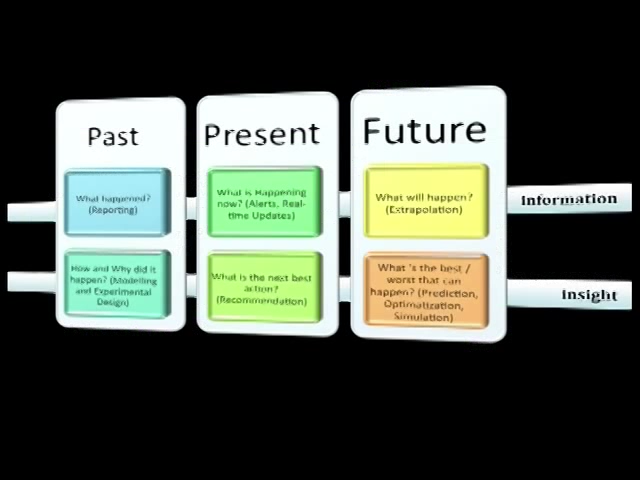 Past
What happened?
(Reporting)
How and Why did it
happen? (Modelling
and Experimental
Design)
Present
What is Happening
now? (Alerts, Real-
time Updates)
What is the next best
action?
(Recommendation)
Future
What will happen?
(Extrapolation)
What 's the best /
worst that can
happen? (Prediction,
Optimatization,
Simulation)
Information
Insight